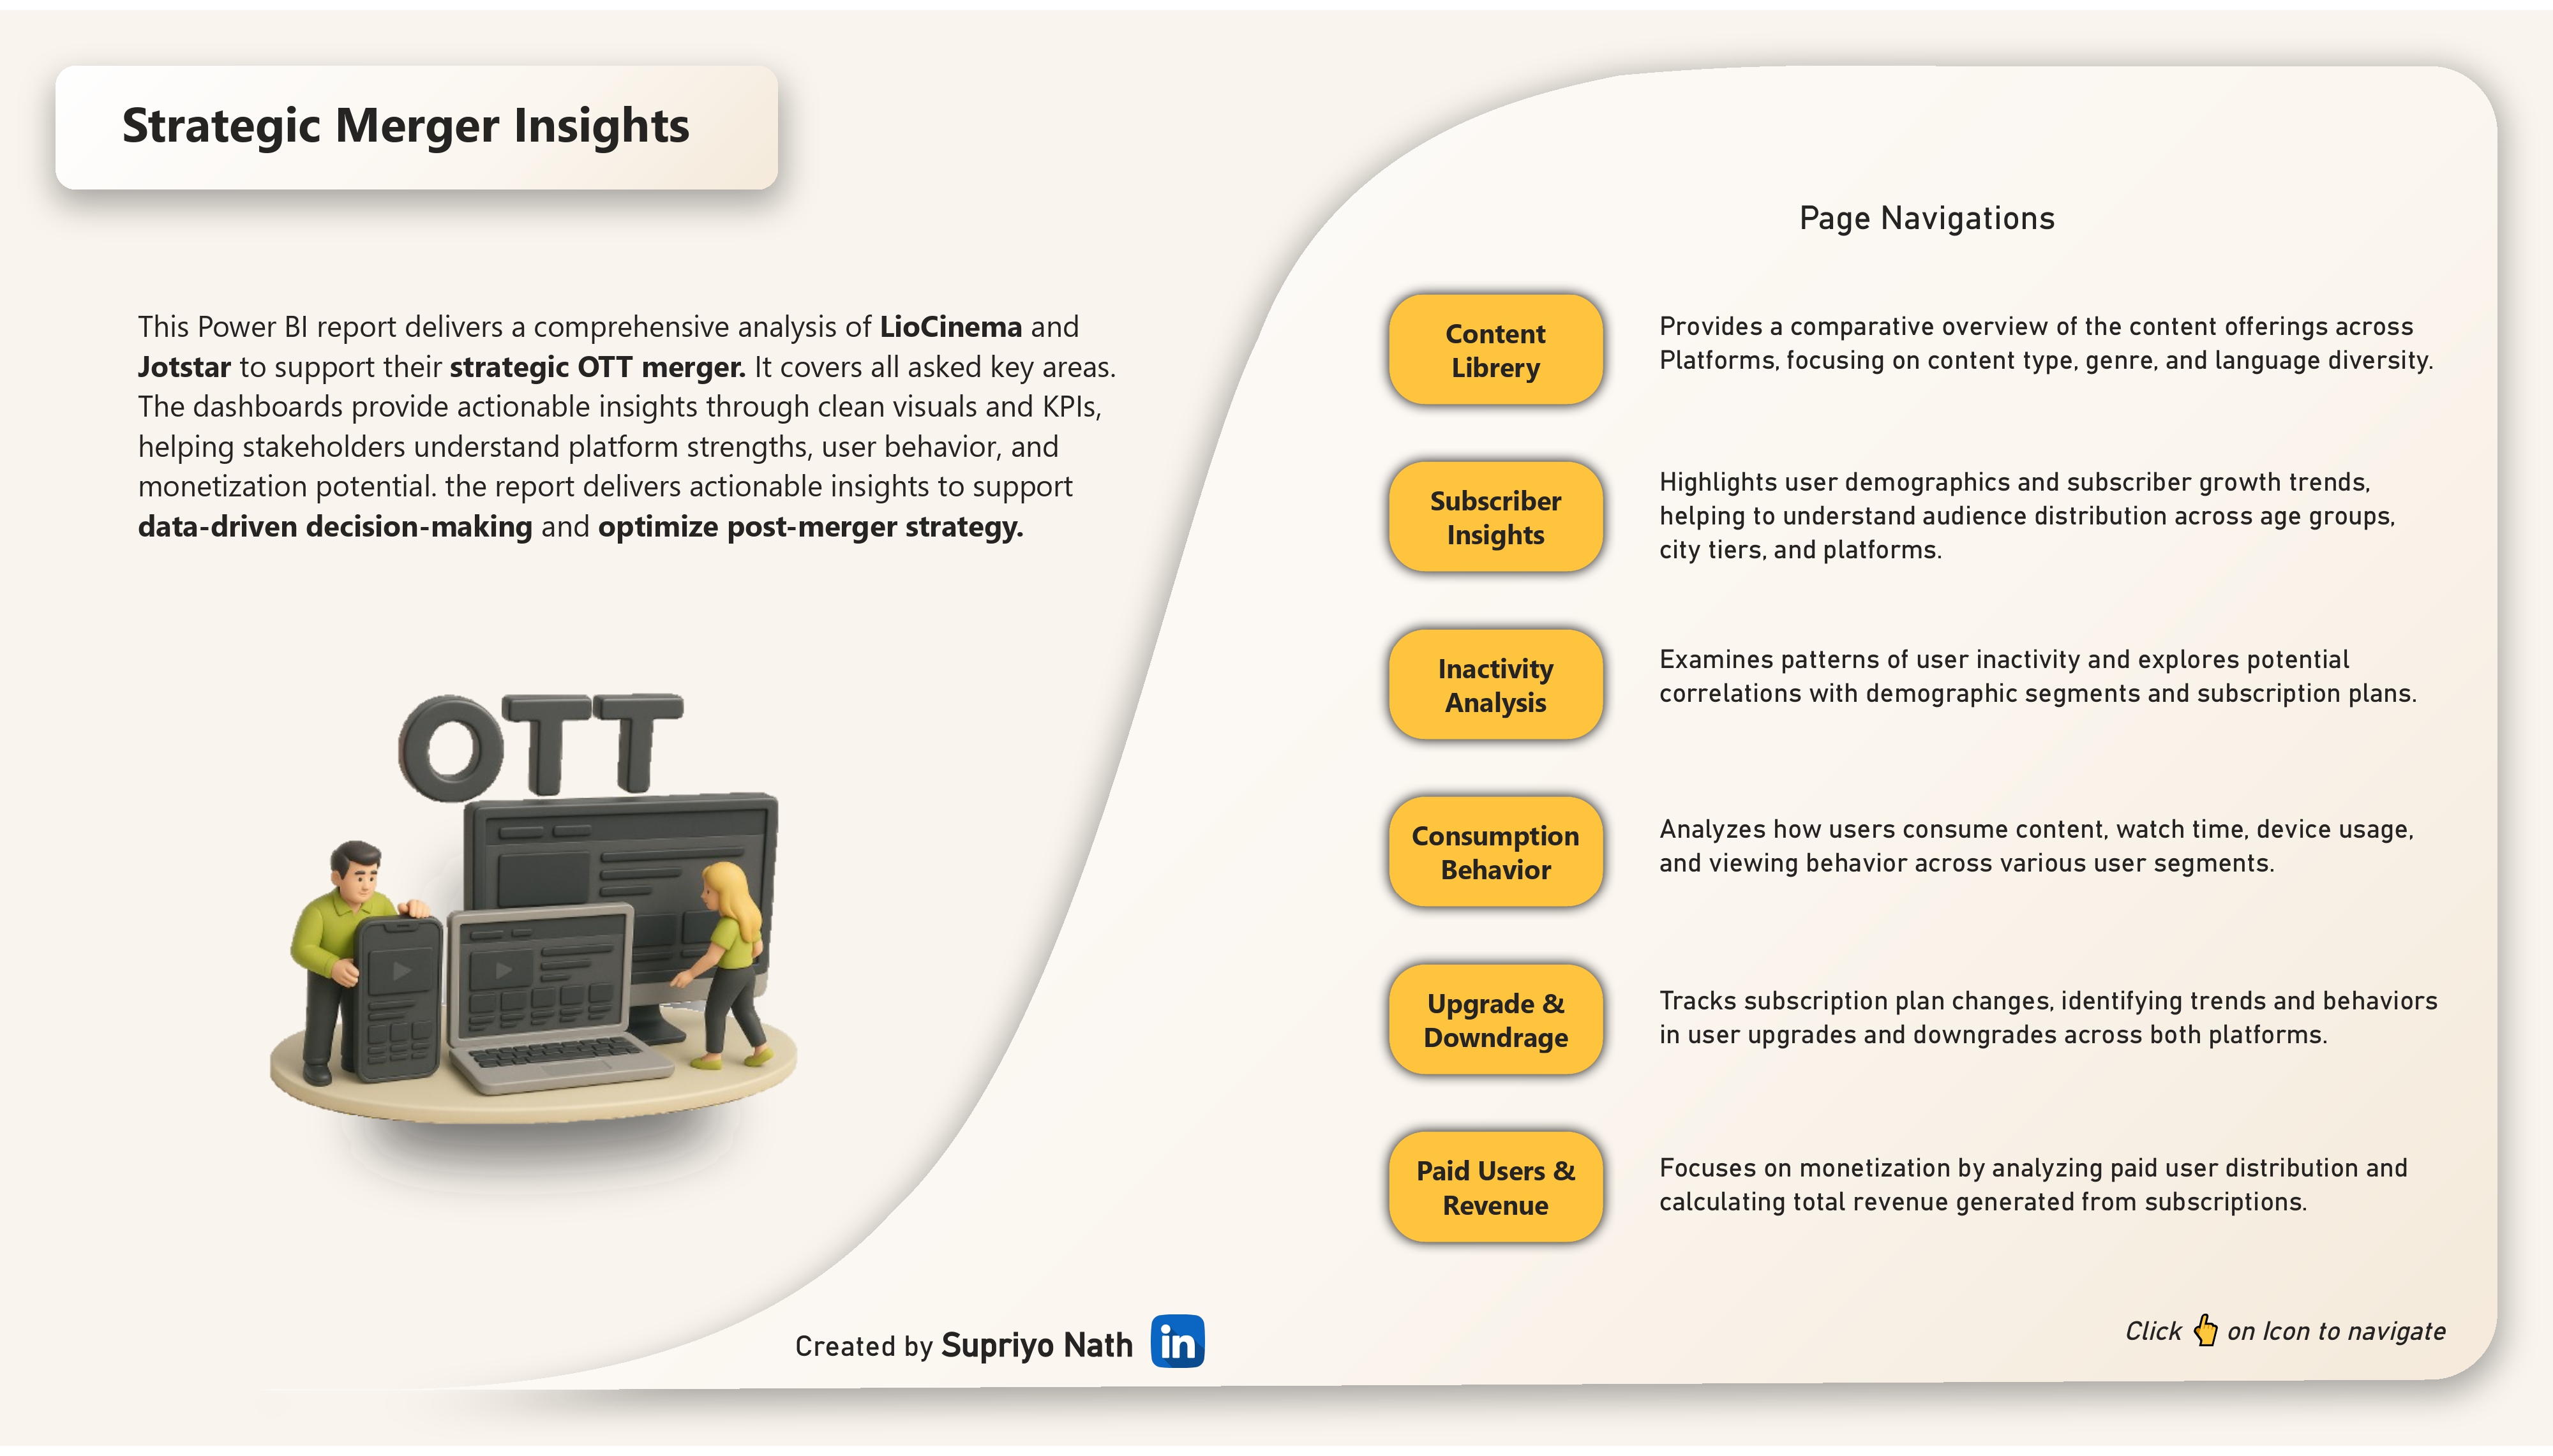 Strategic Merger Insights
This Power BI report delivers a comprehensive analysis of LioCinema and
Jotstar to support their strategic OTT merger. It covers all asked key areas.
The dashboards provide actionable insights through clean visuals and KPIs,
helping stakeholders understand platform strengths, user behavior, and
monetization potential. the report delivers actionable insights to support
data-driven decision-making and optimize post-merger strategy.
OTT
Page Navigations
Content
Librery
Provides a comparative overview of the content offerings across
Platforms, focusing on content type, genre, and language diversity.
Subscriber
Insights
Highlights user demographics and subscriber growth trends,
helping to understand audience distribution across age groups,
city tiers, and platforms.
Inactivity
Analysis
Examines patterns of user inactivity and explores potential
correlations with demographic segments and subscription plans.
Consumption
Behavior
Analyzes how users consume content, watch time, device usage,
and viewing behavior across various user segments.
Upgrade &
Downdrage
Tracks subscription plan changes, identifying trends and behaviors
in user upgrades and downgrades across both platforms.
Paid Users &
Revenue
Focuses on monetization by analyzing paid user distribution and
calculating total revenue generated from subscriptions.
Created by Supriyo Nath in
Click 👆 on Icon to navigate